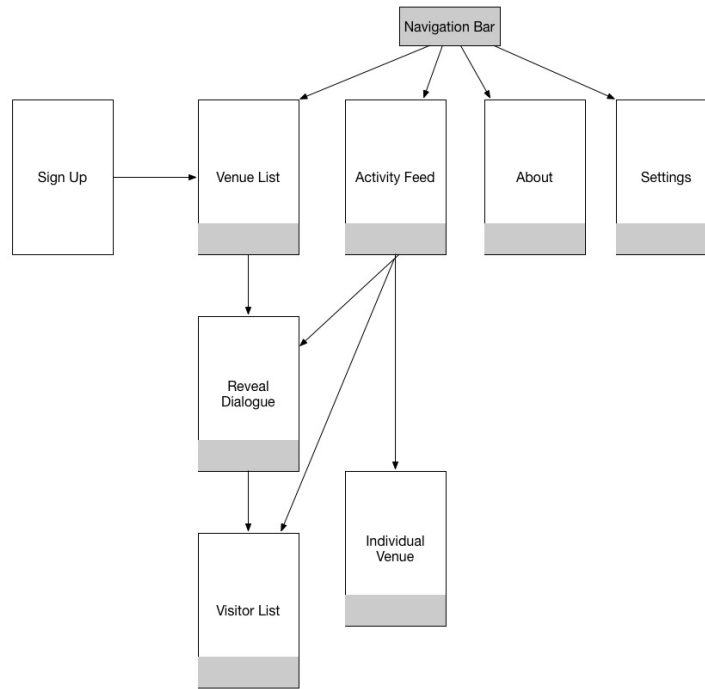 Navigation Bar
Sign Up
Venue List
Activity Feed
About
Settings
Reveal
Dialogue
Individual
Venue
Visitor List